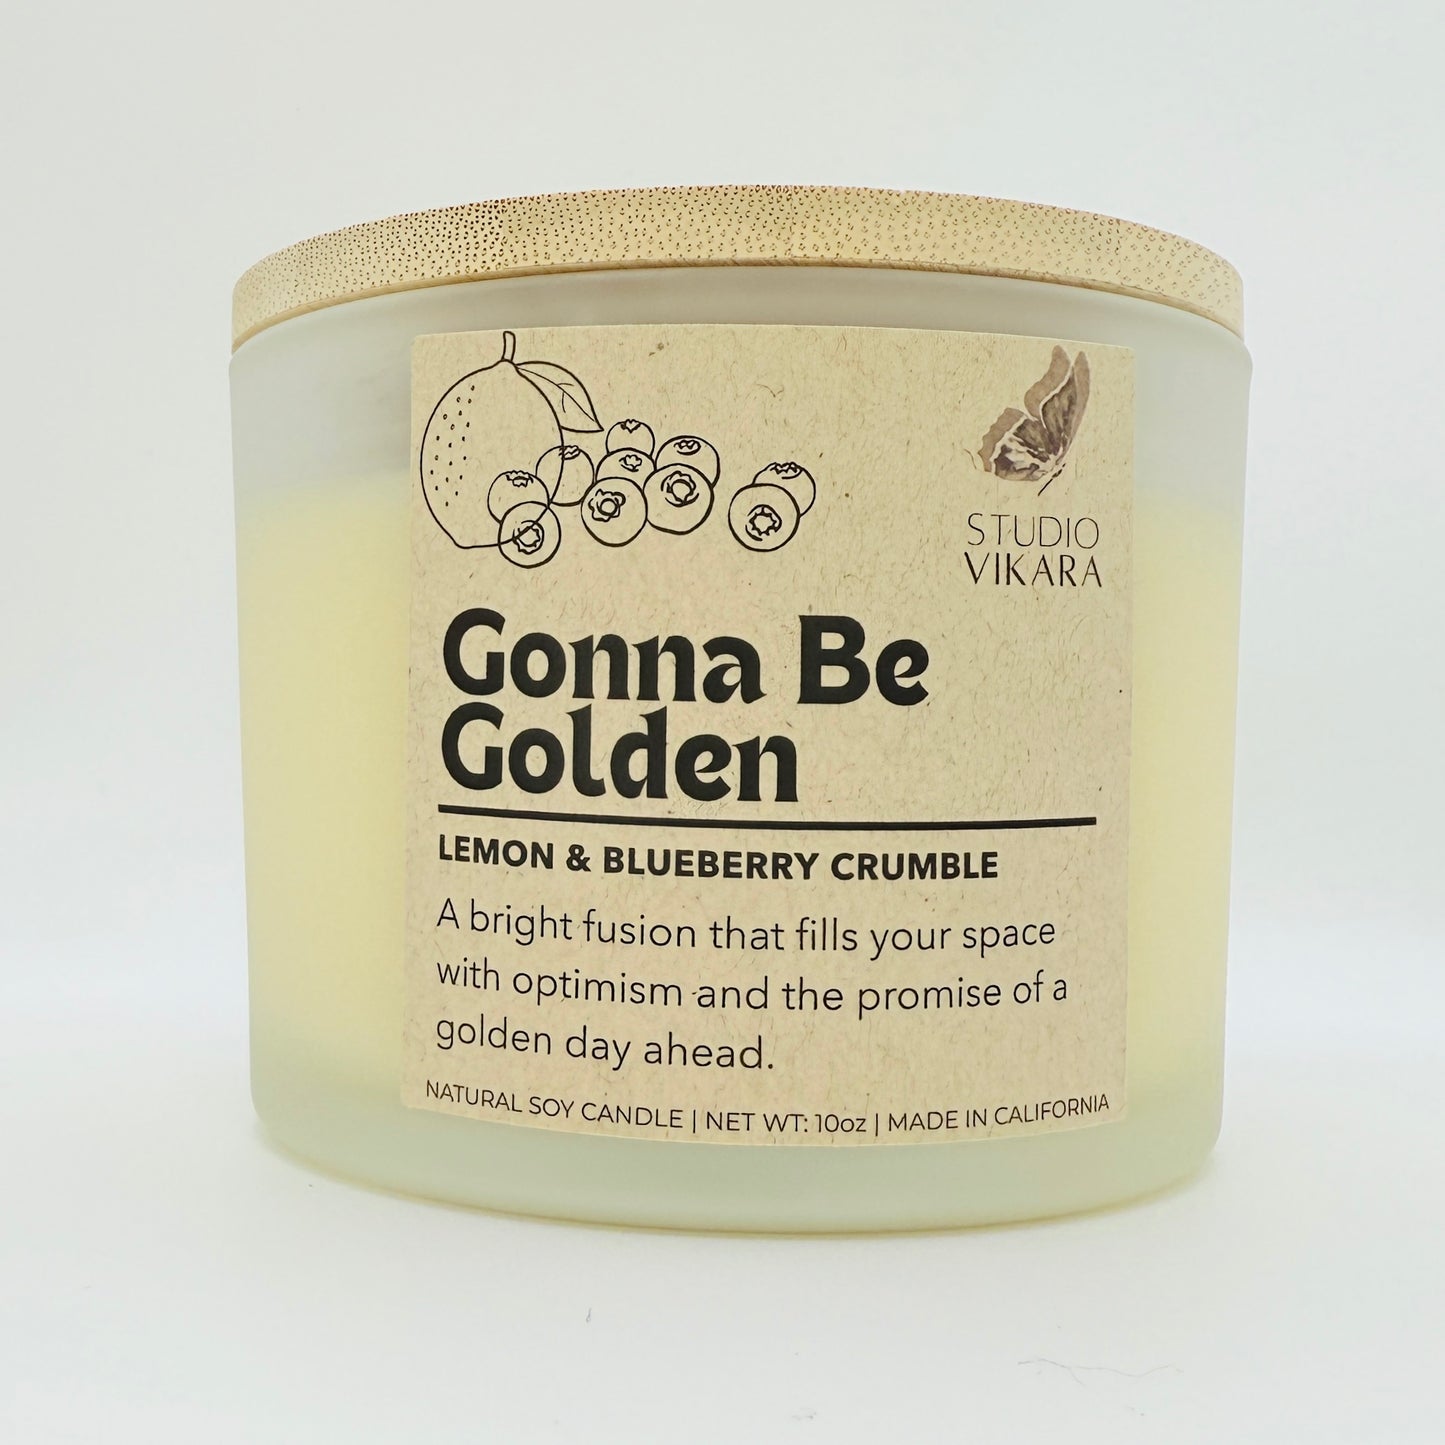 STUDIO
VIKARA
Gonna Be
Golden
LEMON & BLUEBERRY CRUMBLE
A bright fusion that fills your space
with optimism and the promise of a
golden day ahead.
NATURAL SOY CANDLE | NET WT: 10oz | MADE IN CALIFORNIA